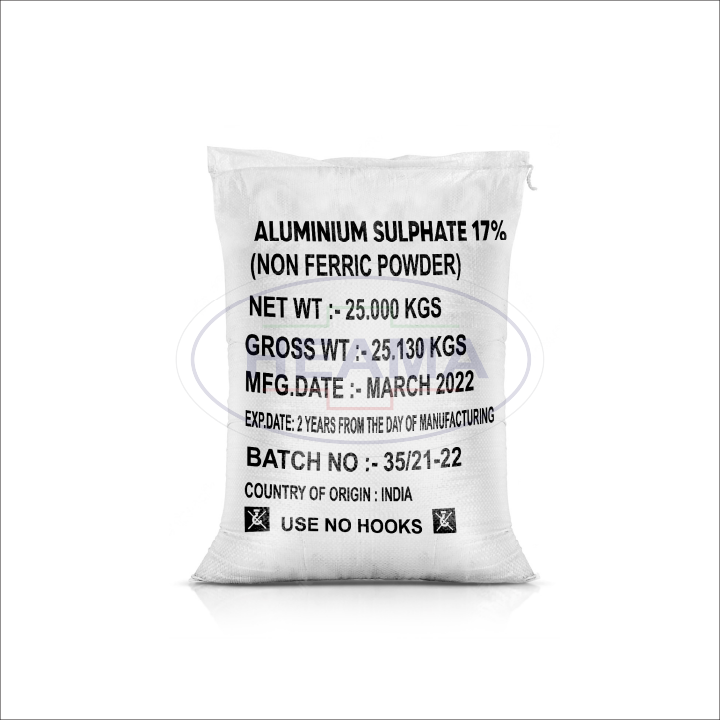 ALUMINIUM SULPHATE 17%
(NON FERRIC POWDER)
NET WT :- 25.000 KGS
GROSS WT :- 25.130 KGS
HEAMA
MFG.DATE :- MARCH 2022
EXP.DATE: 2 YEARS FROM THE DAY OF MANUFACTURING
BATCH NO :- 35/21-22
COUNTRY OF ORIGIN : INDIA
USE NO HOOKS